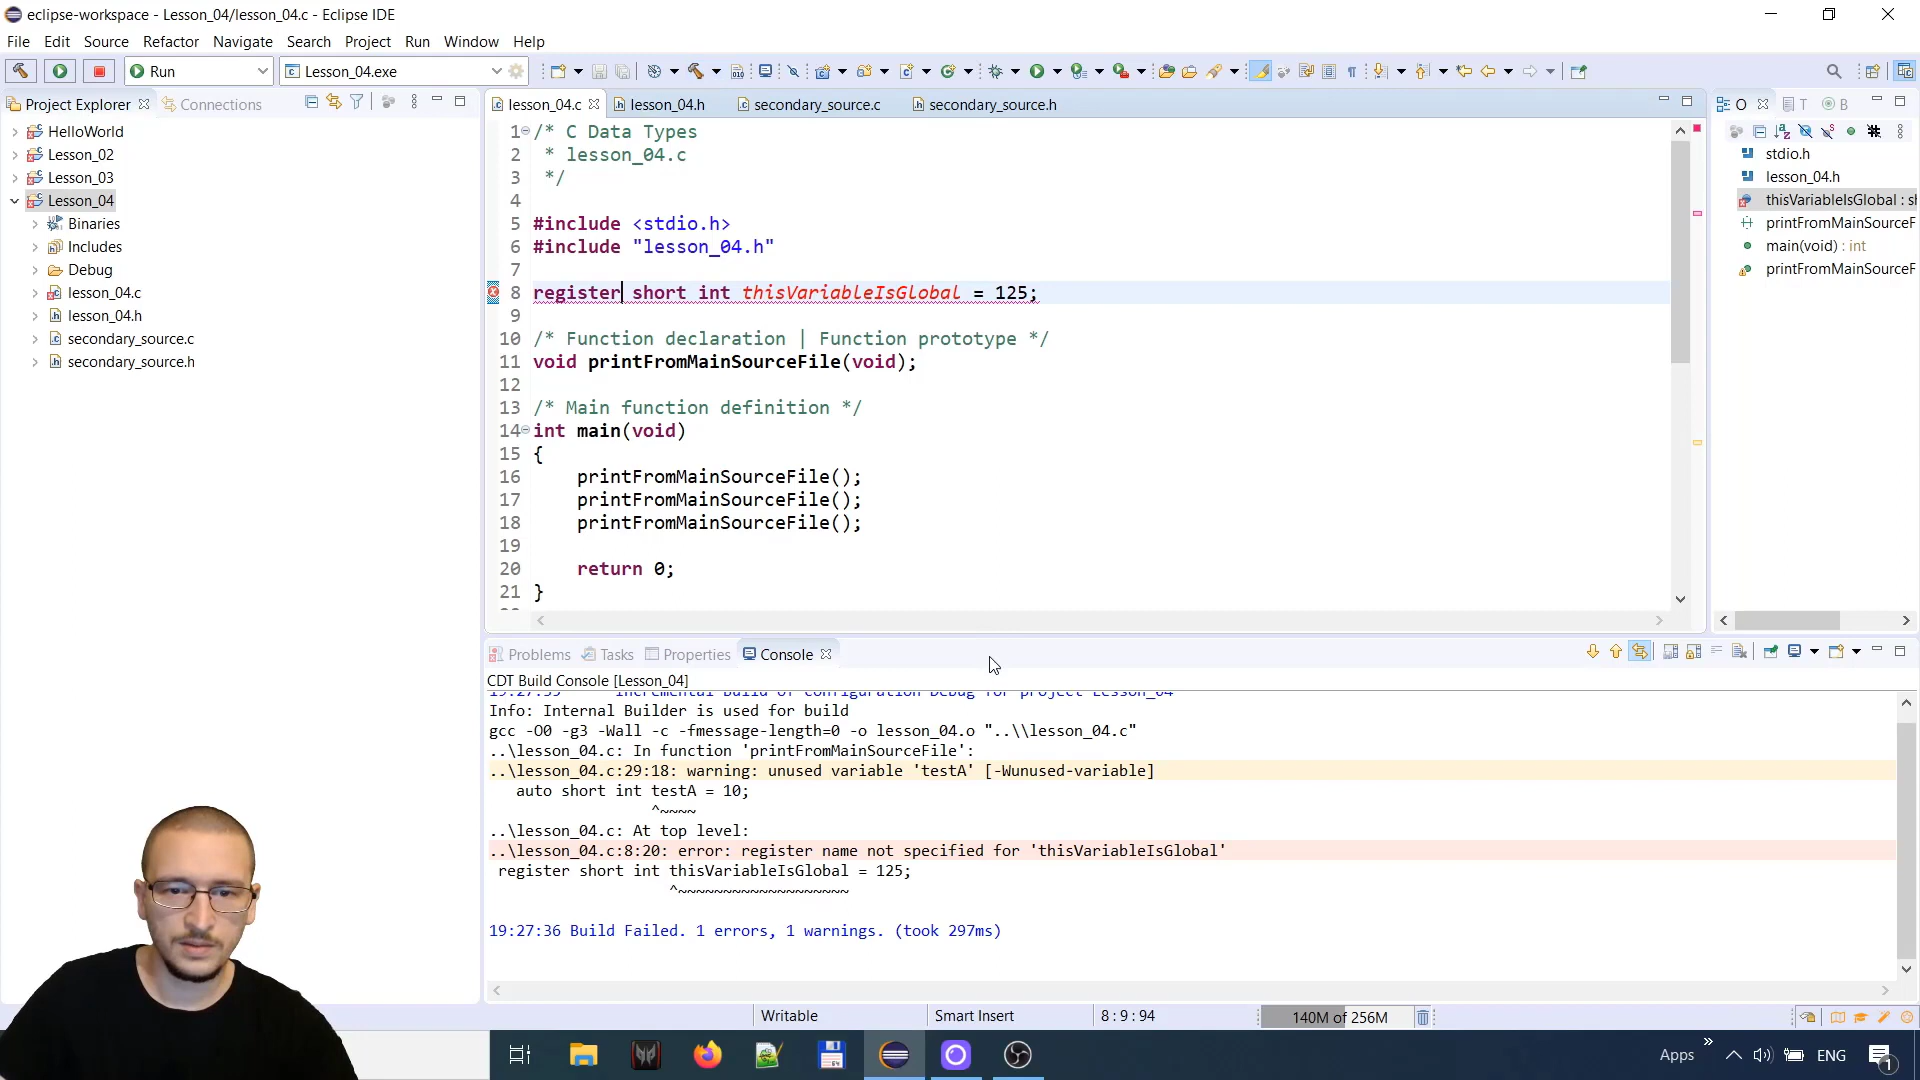 eclipse-workspace - Lesson_04/lesson_04.c - Eclipse IDE
File Edit Source Refactor Navigate Search Project Run Window Help
Run
Lesson_04.exe
Project Explorer
Connections
HelloWorld
Lesson_02
Lesson_03
Lesson_04
Binaries
Includes
Debug
lesson_04.c
lesson_04.h
secondary_source.c
secondary_source.h
lesson_04.c
lesson_04.h
secondary_source.c
secondary_source.h
1 /* C Data Types
2  * lesson_04.c
3  */
4
5 #include <stdio.h>
6 #include "lesson_04.h"
7
8 register short int thisVariableIsGlobal = 125;
9
10 /* Function declaration | Function prototype */
11 void printFromMainSourceFile(void);
12
13 /* Main function definition */
14 int main(void)
15 {
16     printFromMainSourceFile();
17     printFromMainSourceFile();
18     printFromMainSourceFile();
19
20     return 0;
21 }
O
T
B
stdio.h
lesson_04.h
thisVariableIsGlobal : sh
printFromMainSourceF
main(void) : int
printFromMainSourceF
Problems Tasks Properties Console
CDT Build Console [Lesson_04]
Incremental Build of configuration Debug for project Lesson_04
Info: Internal Builder is used for build
gcc -O0 -g3 -Wall -c -fmessage-length=0 -o lesson_04.o "..\\lesson_04.c"
..\lesson_04.c: In function 'printFromMainSourceFile':
..\lesson_04.c:29:18: warning: unused variable 'testA' [-Wunused-variable]
auto short int testA = 10;
^~~~~
..\lesson_04.c: At top level:
..\lesson_04.c:8:20: error: register name not specified for 'thisVariableIsGlobal'
register short int thisVariableIsGlobal = 125;
^~~~~~~~~~~~~~~~~~~~
19:27:36 Build Failed. 1 errors, 1 warnings. (took 297ms)
Writable
Smart Insert
8 : 9 : 94
140M of 256M
Apps
ENG
1